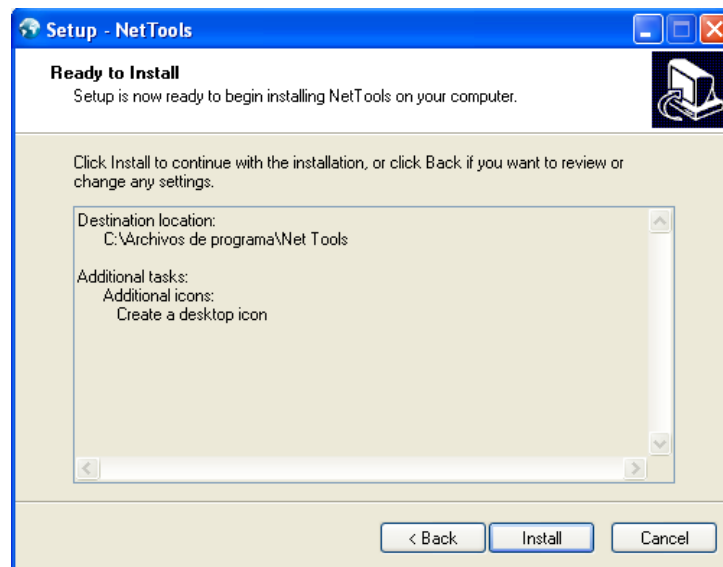 Setup - NetTools
Ready to Install
Setup is now ready to begin installing NetTools on your computer.
Click Install to continue with the installation, or click Back if you want to review or
change any settings.
Destination location:
C:\Archivos de programa\Net Tools
Additional tasks:
Additional icons:
Create a desktop icon
< Back
Install
Cancel